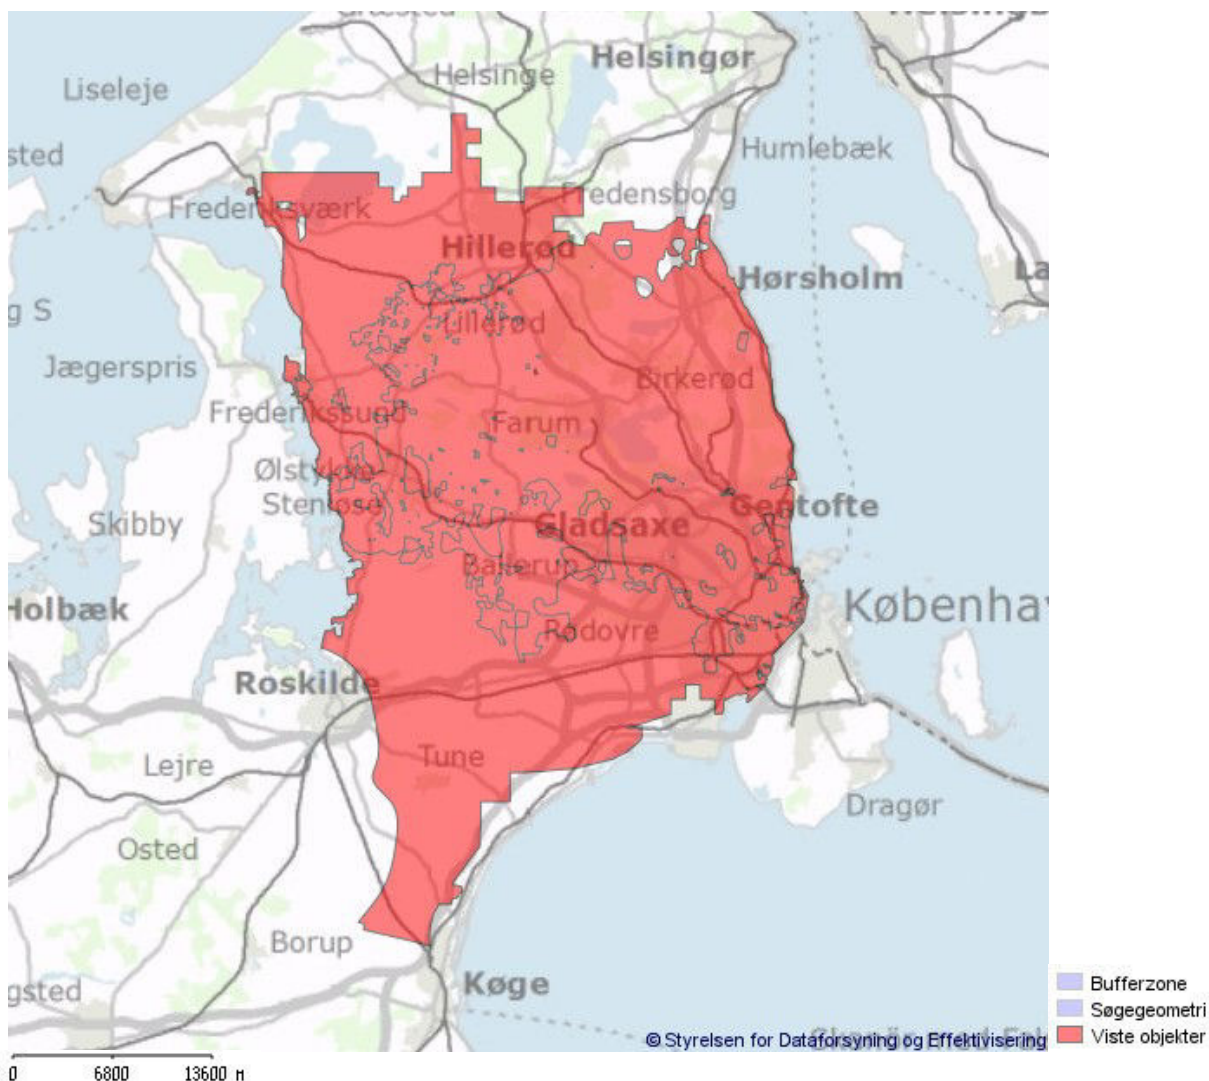 Græsted
Helsingør
Helsinge
Liseleje
Humlebæk
sted
Fredensborg
Frederiksværk
Hillerød
Hørsholm
g S
Lillerød
Jægerspris
Birkerød
Frederikssund
Farum
Ølstykke
Stenløse
Gentofte
Skibby
Gladsaxe
Ballerup
Holbæk
København
Rødovre
Roskilde
Tune
Lejre
Dragør
Osted
Borup
Køge
gsted
Bufferzone
Søgegeometri
Viste objekter
© Styrelsen for Dataforsyning og Effektivisering
0 6800 13600 M